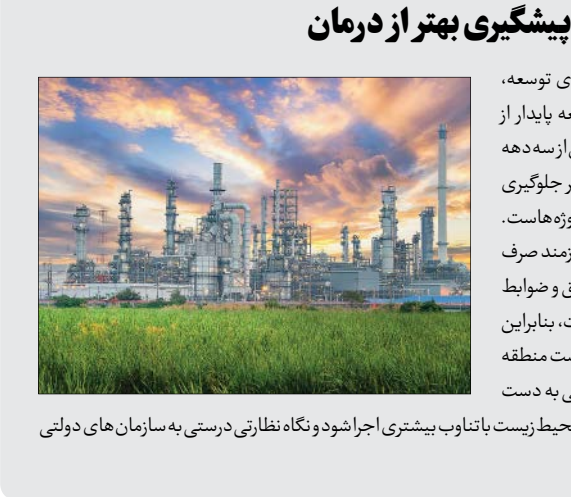 پیشگیری بهتر از درمان
ی توسعه،
عه پایدار از
از سه دهه
ر جلوگیری
وژه‌هاست.
زمند صرف
ق و ضوابط
ت، بنابراین
ست منطقه
ی به دست
حیط زیست با تناوب بیشتری اجرا شود و نگاه نظارتی درستی به سازمان های دولتی